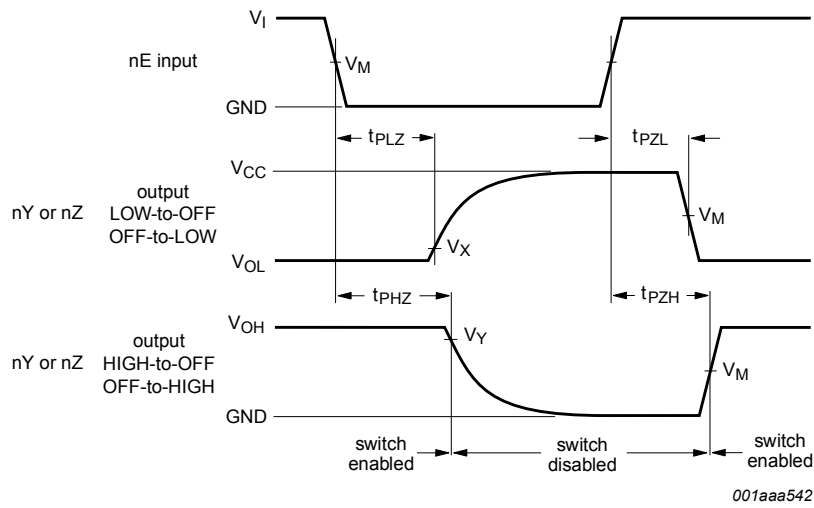 VI
nE input
VM
GND
tPLZ
tPZL
VCC
nY or nZ
output
LOW-to-OFF
OFF-to-LOW
VM
VX
VOL
tPHZ
tPZH
VOH
nY or nZ
output
HIGH-to-OFF
OFF-to-HIGH
VY
VM
GND
switch
enabled
switch
disabled
switch
enabled
001aaa542